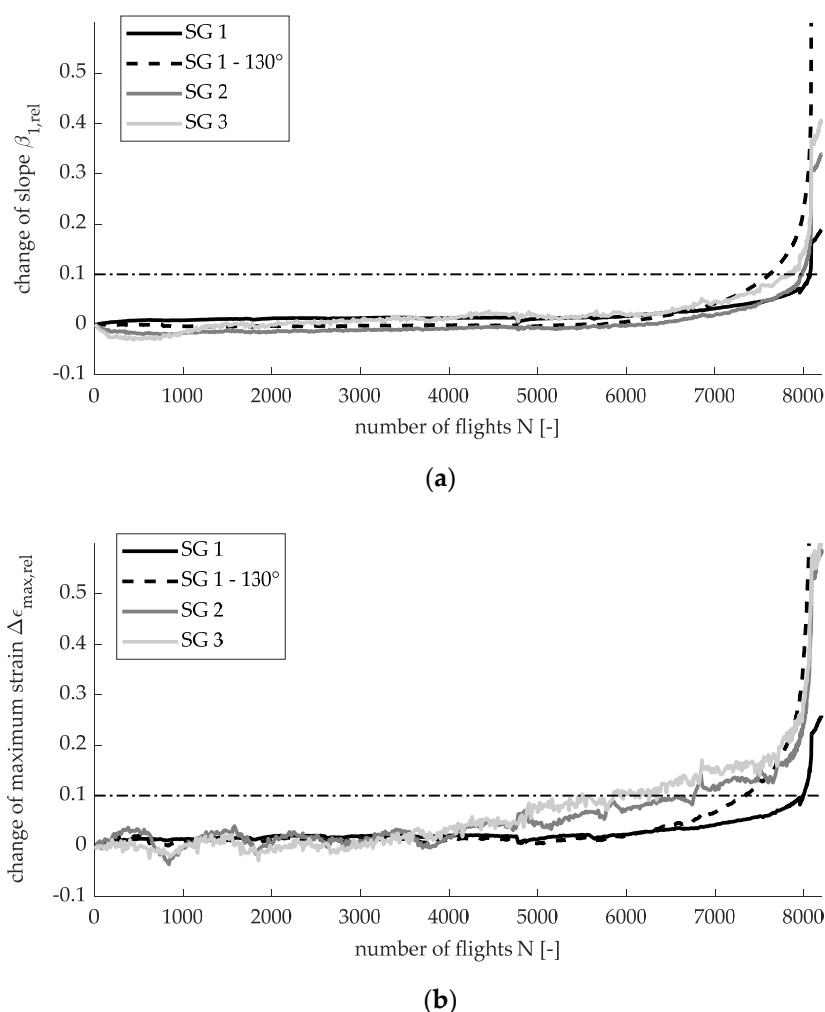 SG 1
SG 1 - 130°
SG 2
SG 3
0.5
0.4
0.3
0.2
0.1
0
-0.1
change of slope β1,rel
0 1000 2000 3000 4000 5000 6000 7000 8000
number of flights N [-]
(a)
SG 1
SG 1 - 130°
SG 2
SG 3
0.5
0.4
0.3
0.2
0.1
0
-0.1
change of maximum strain Δϵmax,rel
0 1000 2000 3000 4000 5000 6000 7000 8000
number of flights N [-]
(b)